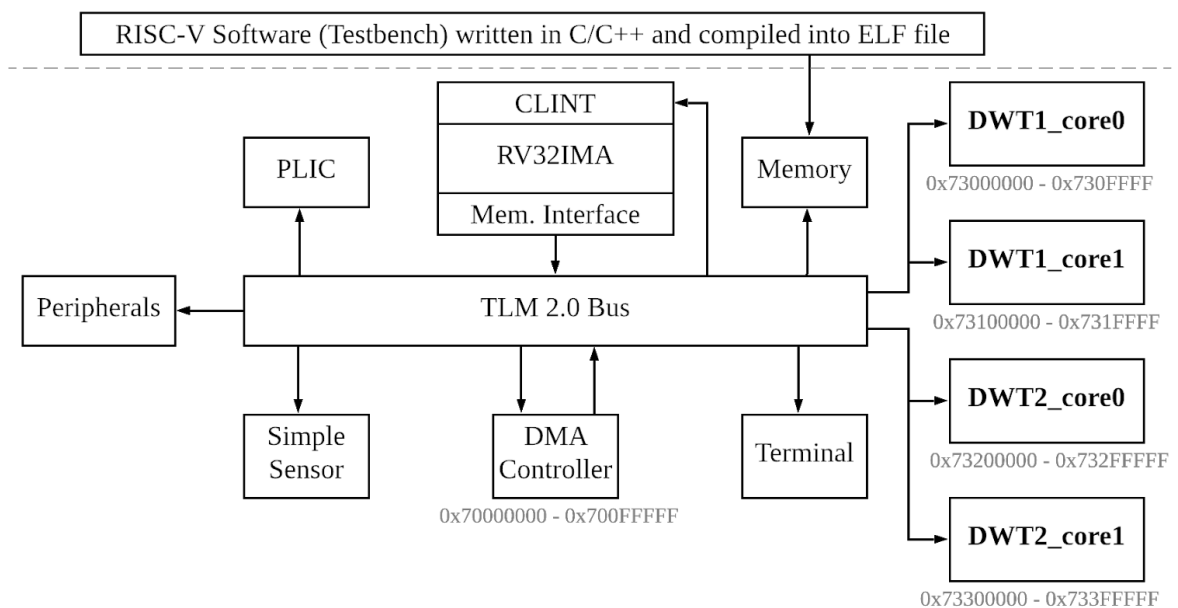 RISC-V Software (Testbench) written in C/C++ and compiled into ELF file
CLINT
RV32IMA
Mem. Interface
PLIC
Memory
DWT1_core0
0x73000000 - 0x730FFFF
DWT1_core1
0x73100000 - 0x731FFFF
Peripherals
TLM 2.0 Bus
DWT2_core0
0x73200000 - 0x732FFFFF
Simple
Sensor
DMA
Controller
0x70000000 - 0x700FFFFF
Terminal
DWT2_core1
0x73300000 - 0x733FFFFF